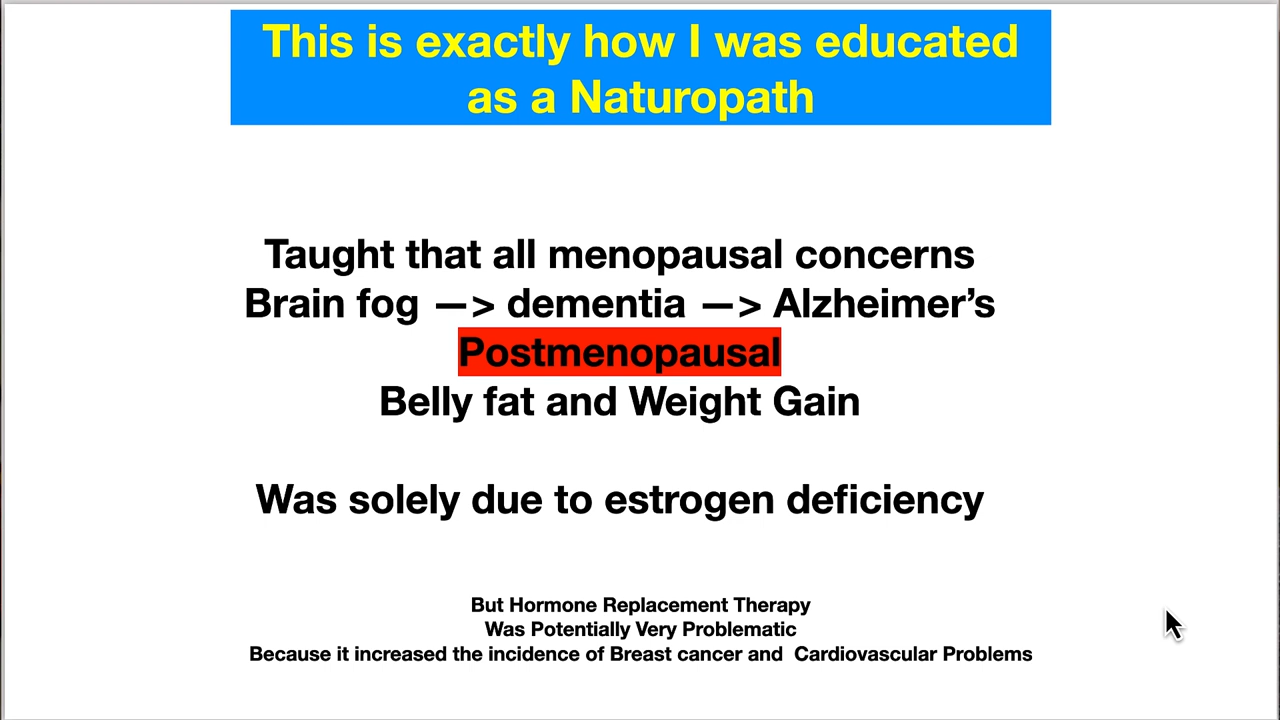 This is exactly how I was educated
as a Naturopath
Taught that all menopausal concerns
Brain fog —> dementia —> Alzheimer’s
Postmenopausal
Belly fat and Weight Gain
Was solely due to estrogen deficiency
But Hormone Replacement Therapy
Was Potentially Very Problematic
Because it increased the incidence of Breast cancer and  Cardiovascular Problems